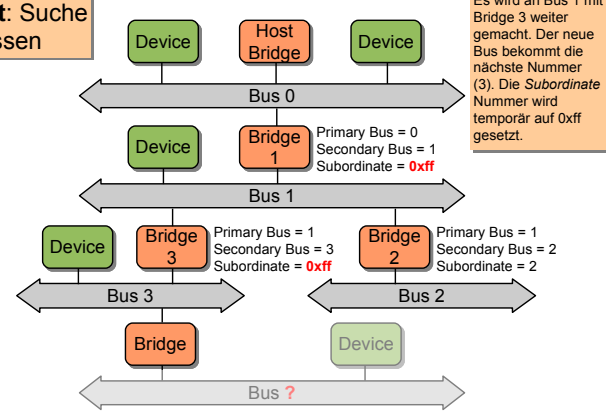 t: Suche
ssen
Es wird an Bus 1 mit
Bridge 3 weiter
gemacht. Der neue
Bus bekommt die
nächste Nummer
(3). Die Subordinate
Nummer wird
temporär auf 0xff
gesetzt.
Device
Host
Bridge
Device
Bus 0
Device
Bridge
1
Primary Bus = 0
Secondary Bus = 1
Subordinate = 0xff
Bus 1
Device
Bridge
3
Primary Bus = 1
Secondary Bus = 3
Subordinate = 0xff
Bridge
2
Primary Bus = 1
Secondary Bus = 2
Subordinate = 2
Bus 3
Bus 2
Bridge
Device
Bus ?